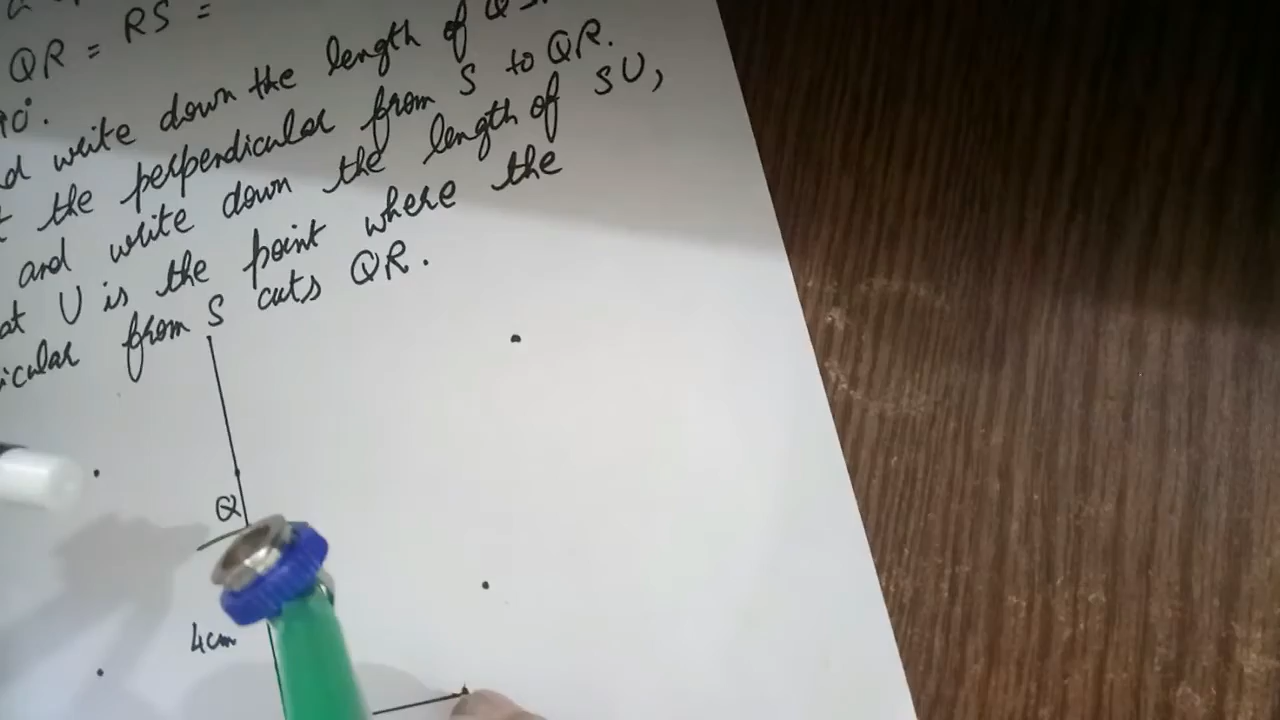 QR = RS =
write down the length of
the perpendicular from S to QR.
and write down the length of SU,
U is the point where the
from S cuts QR.
Q
4cm